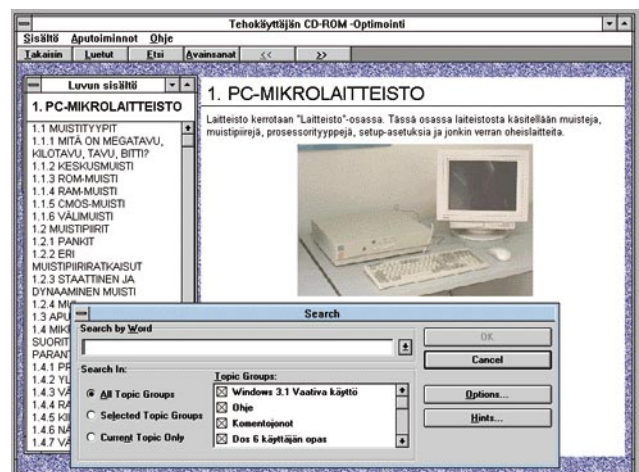 Tehokäyttäjän CD-ROM -Optimointi
Sisältö Aputoiminnot Ohje
Takaisin Luetut Etsi Avainsanat << >>
Luvun sisältö
1. PC-MIKROLAITTEISTO
1.1 MUISTITYYPIT
1.1.1 MITÄ ON MEGATAVU,
KILOTAVU, TAVU, BITTI?
1.1.2 KESKUSMUISTI
1.1.3 ROM-MUISTI
1.1.4 RAM-MUISTI
1.1.5 CMOS-MUISTI
1.1.6 VÄLIMUISTI
1.2 MUISTIPIIRIT
1.2.1 PANKIT
1.2.2 ERI
MUISTIPIIRIRATKAISUT
1.2.3 STAATTINEN JA
DYNAAMINEN MUISTI
1.2.4
1.3 APU
1.4 MIK
SUORIT
PARAN
1.4.1 PR
1.4.2 YL
1.4.3 VÄ
1.4.4 RA
1.4.5
1.4.6 NÄ
1.4.7 VÄ
1. PC-MIKROLAITTEISTO
Laitteisto kerrotaan "Laitteisto"-osassa. Tässä osassa laiteistosta käsitellään muisteja,
muistipiirejä, prosessorityyppejä, setup-asetuksia ja jonkin verran oheislaitteita.
Search
Search by Word
Search In:
All Topic Groups
Selected Topic Groups
Current Topic Only
Topic Groups:
Windows 3.1 Vaativa käyttö
Ohje
Komentojonot
Dos 6 käyttäjän opas
OK
Cancel
Options...
Hints...